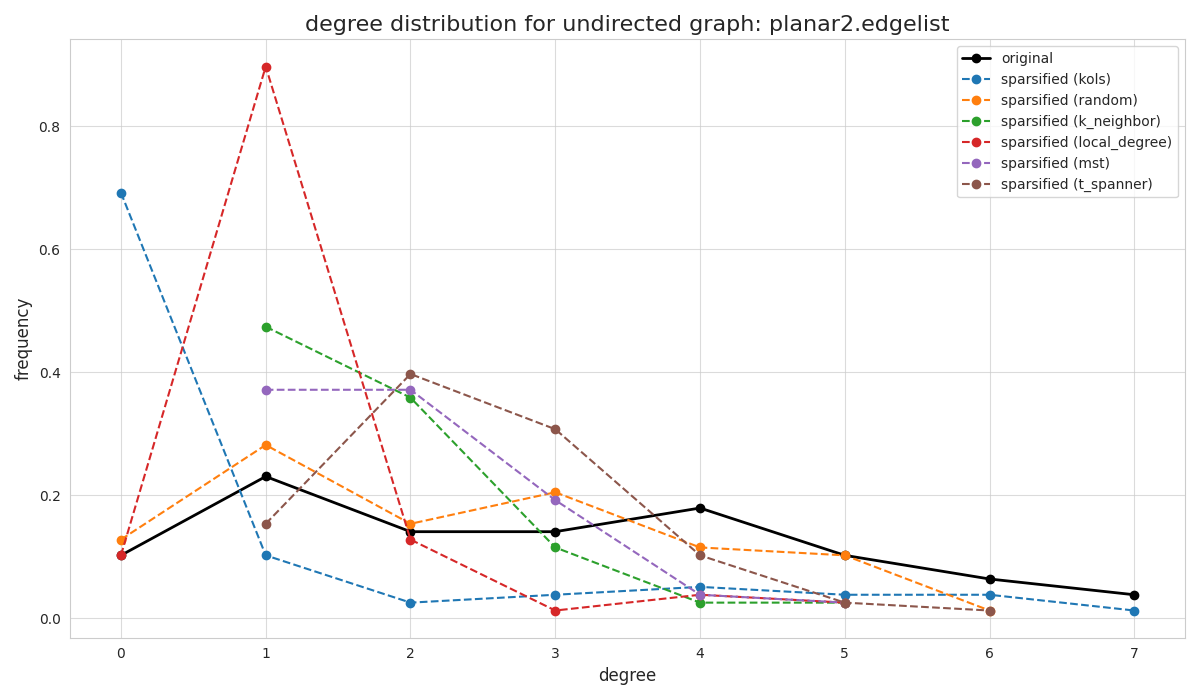 degree distribution for undirected graph: planar2.edgelist
original
sparsified (kols)
sparsified (random)
sparsified (k_neighbor)
sparsified (local_degree)
sparsified (mst)
sparsified (t_spanner)
frequency
0.8
0.6
0.4
0.2
0.0
0 1 2 3 4 5 6 7
degree